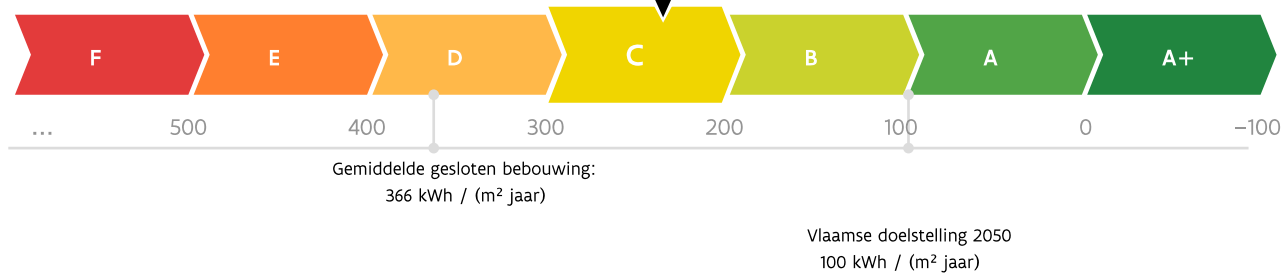 F E D C B A A+
... 500 400 300 200 100 0 –100
Gemiddelde gesloten bebouwing:
366 kWh / (m² jaar)
Vlaamse doelstelling 2050
100 kWh / (m² jaar)